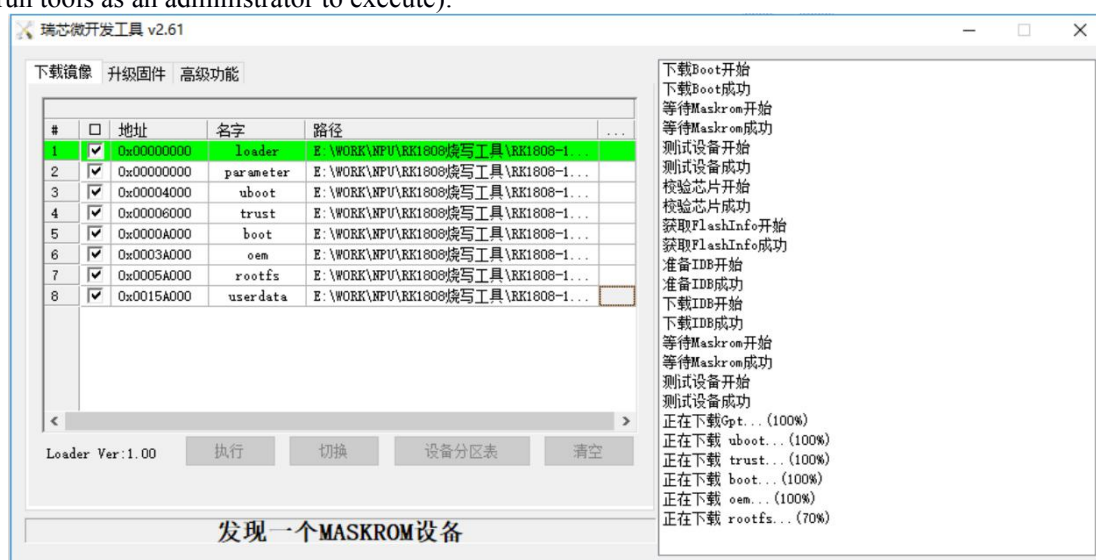 run tools as an administrator to execute).
瑞芯微开发工具 v2.61
下载镜像 升级固件 高级功能
# 地址 名字 路径 ...
1 0x00000000 loader E:\WORK\NPU\RK1808烧写工具\RK1808-1...
2 0x00000000 parameter E:\WORK\NPU\RK1808烧写工具\RK1808-1...
3 0x00004000 uboot E:\WORK\NPU\RK1808烧写工具\RK1808-1...
4 0x00006000 trust E:\WORK\NPU\RK1808烧写工具\RK1808-1...
5 0x0000A000 boot E:\WORK\NPU\RK1808烧写工具\RK1808-1...
6 0x0003A000 oem E:\WORK\NPU\RK1808烧写工具\RK1808-1...
7 0x0005A000 rootfs E:\WORK\NPU\RK1808烧写工具\RK1808-1...
8 0x0015A000 userdata E:\WORK\NPU\RK1808烧写工具\RK1808-1...
Loader Ver:1.00 执行 切换 设备分区表 清空
发现一个MASKROM设备
下载Boot开始
下载Boot成功
等待Maskrom开始
等待Maskrom成功
测试设备开始
测试设备成功
校验芯片开始
校验芯片成功
获取FlashInfo开始
获取FlashInfo成功
准备IDB开始
准备IDB成功
下载IDB开始
下载IDB成功
等待Maskrom开始
等待Maskrom成功
测试设备开始
测试设备成功
正在下载Gpt...(100%)
正在下载 uboot...(100%)
正在下载 trust...(100%)
正在下载 boot...(100%)
正在下载 oem...(100%)
正在下载 rootfs...(70%)